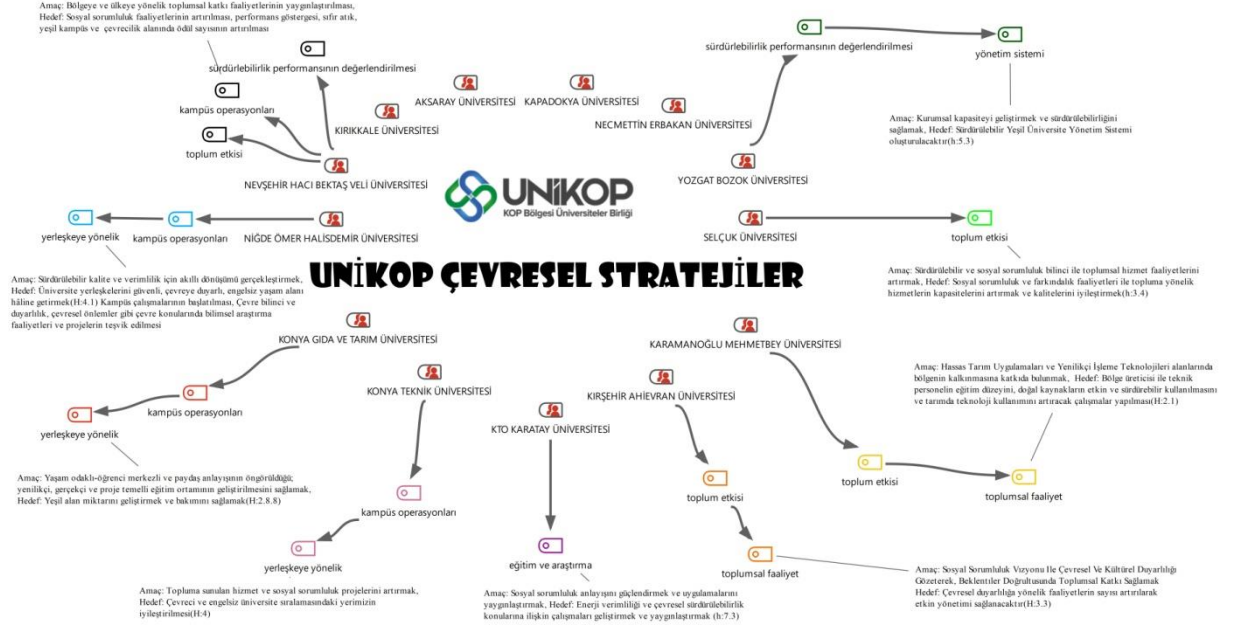 Amaç: Bölgeye ve ülkeye yönelik toplumsal katkı faaliyetlerinin yaygınlaştırılması,
Hedef: Sosyal sorumluluk faaliyetlerinin artırılması, performans göstergesi, sıfır atık,
yeşil kampüs ve çevrecilik alanında ödül sayısının artırılması
sürdürlebilirlik performansının değerlendirilmesi
kampüs operasyonları
toplum etkisi
NEVŞEHİR HACI BEKTAŞ VELİ ÜNİVERSİTESİ
KIRIKKALE ÜNİVERSİTESİ
AKSARAY ÜNİVERSİTESİ
KAPADOKYA ÜNİVERSİTESİ
NECMETTİN ERBAKAN ÜNİVERSİTESİ
sürdürlebilirlik performansının değerlendirilmesi
yönetim sistemi
Amaç: Kurumsal kapasiteyi geliştirmek ve sürdürebilirliğini
sağlamak, Hedef: Sürdürülebilir Yeşil Üniversite Yönetim Sistemi
oluşturulacaktır(h:5.3)
YOZGAT BOZOK ÜNİVERSİTESİ
UNİKOP
KOP Bölgesi Üniversiteler Birliği
yerleşkeye yönelik
kampüs operasyonları
NİĞDE ÖMER HALİSDEMİR ÜNİVERSİTESİ
SELÇUK ÜNİVERSİTESİ
toplum etkisi
Amaç: Sürdürülebilir kalite ve verimlilik için akıllı dönüşümü gerçekleştirmek,
Hedef: Üniversite yerleşkelerini güvenli, çevreye duyarlı, engelsiz yaşam alanı
hâline getirmek(H:4.1) Kampüs çalışmalarının başlatılması, Çevre bilinci ve
duyarlılık, çevresel önlemler gibi çevre konularında bilimsel araştırma
faaliyetleri ve projelerin teşvik edilmesi
UNİKOP ÇEVRESEL STRATEJİLER
Amaç: Sürdürülebilir ve sosyal sorumluluk bilinci ile toplumsal hizmet faaliyetlerini
artırmak, Hedef: Sosyal sorumluluk ve farkındalık faaliyetleri ile topluma yönelik
hizmetlerin kapasitelerini artırmak ve kalitelerini iyileştirmek(h:3.4)
KONYA GIDA VE TARIM ÜNİVERSİTESİ
kampüs operasyonları
yerleşkeye yönelik
Amaç: Yaşam odaklı-öğrenci merkezli ve paydaş anlayışının öngörüldüğü;
yenilikçi, gerçekçi ve proje temelli eğitim ortamının geliştirilmesini sağlamak,
Hedef: Yeşil alan miktarını geliştirmek ve bakımını sağlamak(H:2.8.8)
KONYA TEKNİK ÜNİVERSİTESİ
kampüs operasyonları
yerleşkeye yönelik
Amaç: Topluma sunulan hizmet ve sosyal sorumluluk projelerini artırmak,
Hedef: Çevreci ve engelsiz üniversite sıralamasındaki yerimizin
iyileştirilmesi(H:4)
KTO KARATAY ÜNİVERSİTESİ
eğitim ve araştırma
Amaç: Sosyal sorumluluk anlayışını güçlendirmek ve uygulamalarını
yaygınlaştırmak, Hedef: Enerji verimliliği ve çevresel sürdürebilirlik
konularına ilişkin çalışmaları geliştirmek ve yaygınlaştırmak (h:7.3)
KIRŞEHİR AHİEVRAN ÜNİVERSİTESİ
toplum etkisi
toplumsal faaliyet
Amaç: Sosyal Sorumluluk Vizyonu Ile Çevresel Ve Kültürel Duyarlılığı
Gözeterek, Beklentiler Doğrultusunda Toplumsal Katkı Sağlamak
Hedef: Çevresel duyarlılığa yönelik faaliyetlerin sayısı artırılarak
etkin yönetimi sağlanacaktır(H:3.3)
KARAMANOĞLU MEHMETBEY ÜNİVERSİTESİ
toplum etkisi
toplumsal faaliyet
Amaç: Hassas Tarım Uygulamaları ve Yenilikçi İşleme Teknolojileri alanlarında
bölgenin kalkınmasına katkıda bulunmak, Hedef: Bölge üreticisi ile teknik
personelin eğitim düzeyini, doğal kaynakların etkin ve sürdürebilir kullanılmasını
ve tarımda teknoloji kullanımını artıracak çalışmalar yapılması(H:2.1)